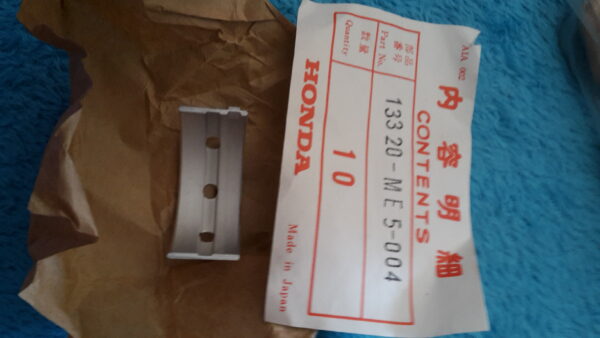 AIA 002
内容明細
CONTENTS
部品番号
Part No.
13320-ME5-004
数量
Quantity
10
HONDA
Made in Japan